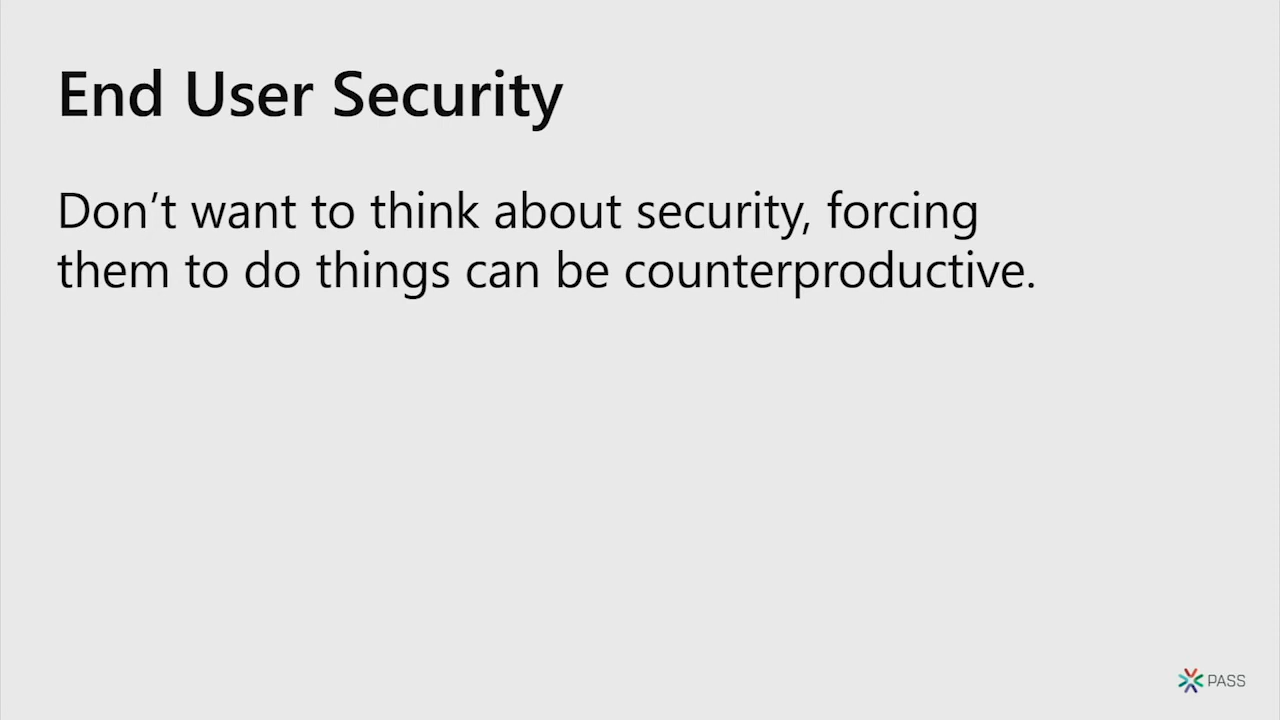 End User Security
Don’t want to think about security, forcing
them to do things can be counterproductive.
PASS